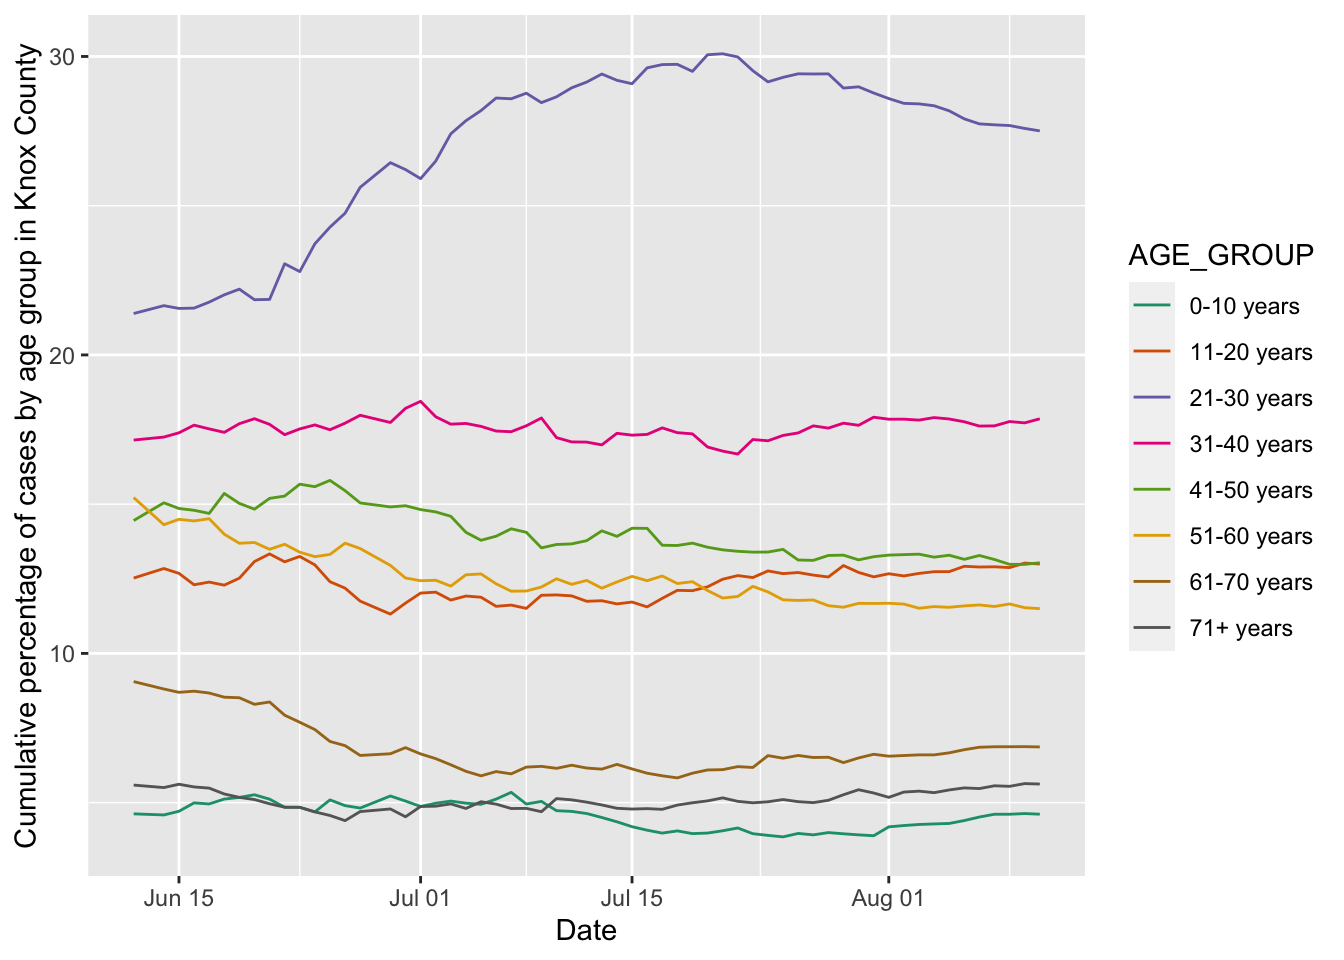 Cumulative percentage of cases by age group in Knox County
30
20
10
Jun 15
Jul 01
Jul 15
Aug 01
Date
AGE_GROUP
0-10 years
11-20 years
21-30 years
31-40 years
41-50 years
51-60 years
61-70 years
71+ years